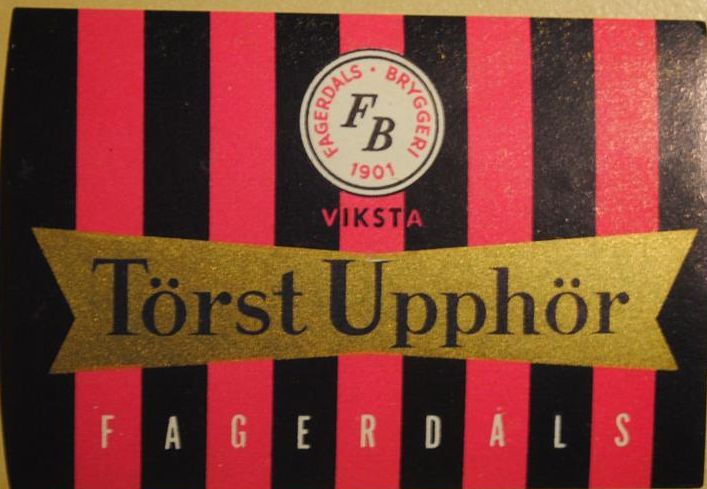 FAGERDALS · BRYGGERI
FB
1901
VIKSTA
Törst Upphör
FAGERDALS